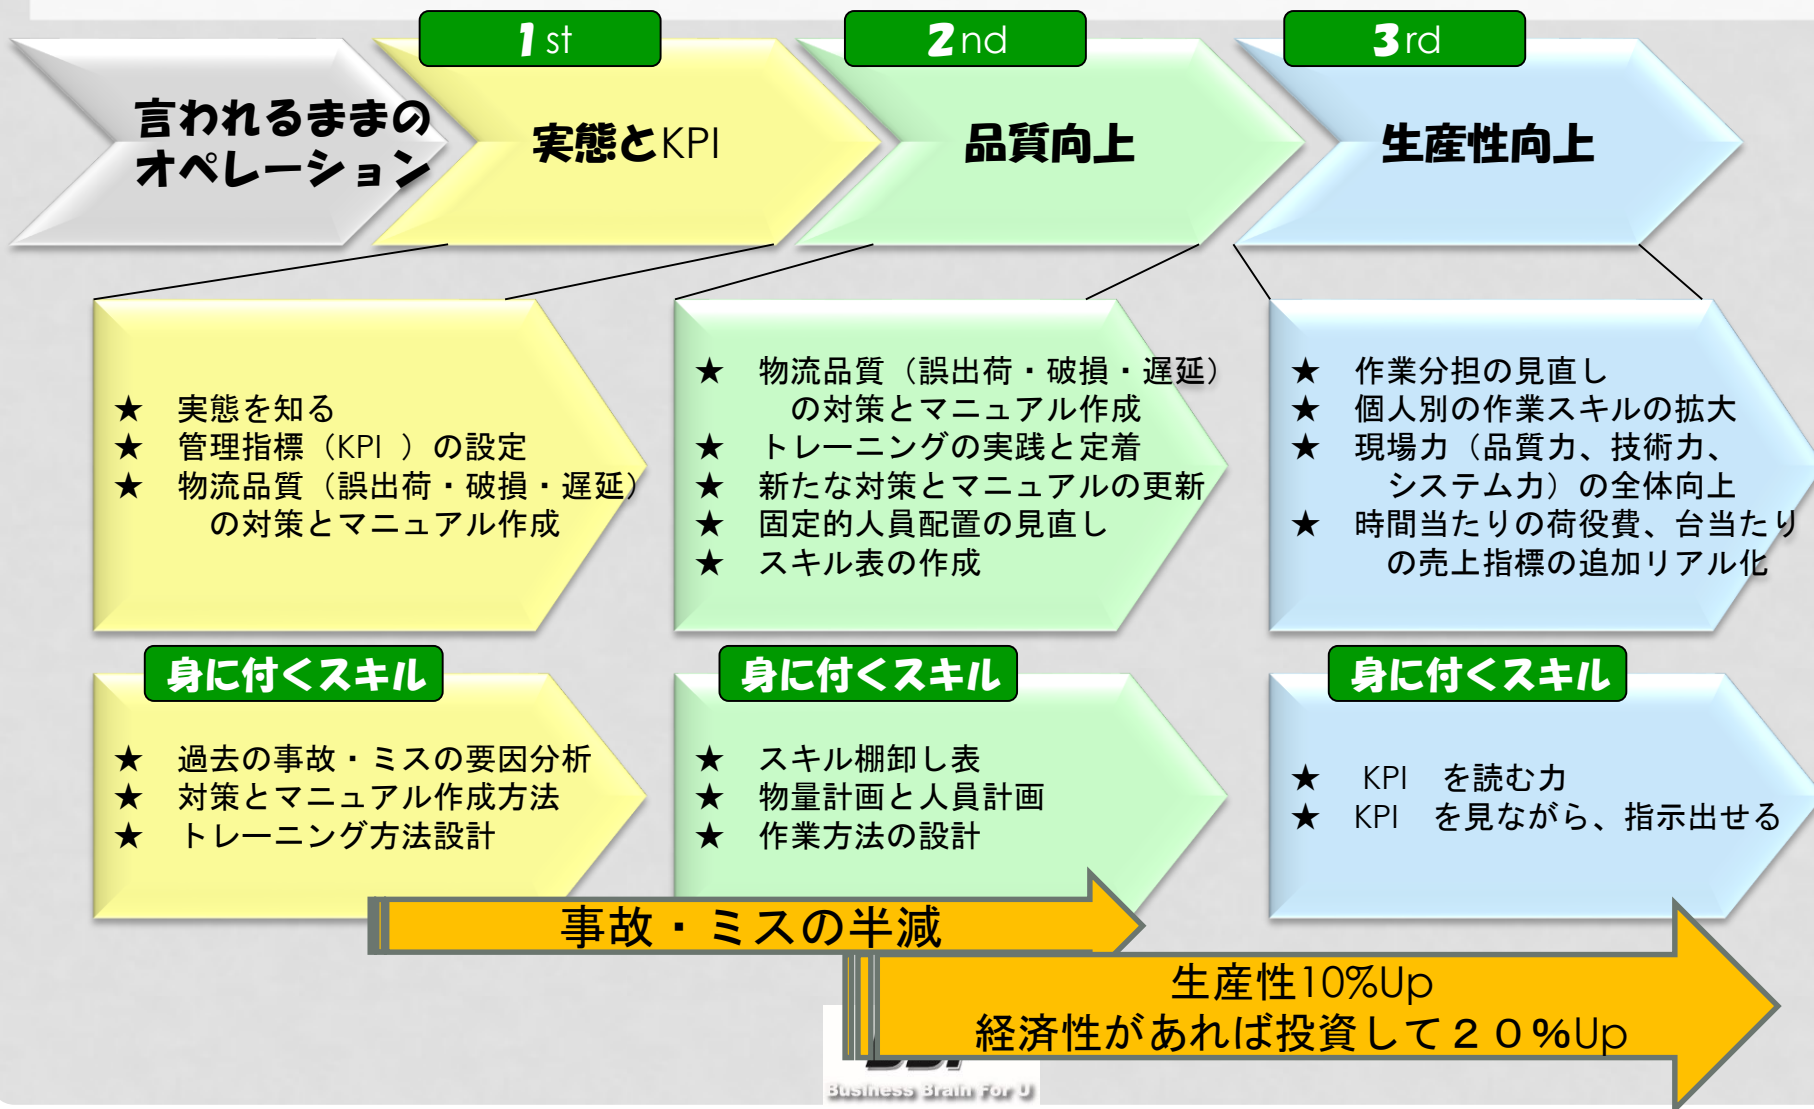 1 st
2nd
3rd
言われるままの
オペレーション
実態とKPI
品質向上
生産性向上
★ 実態を知る
★ 管理指標（KPI ）の設定
★ 物流品質（誤出荷・破損・遅延）
の対策とマニュアル作成
★ 物流品質（誤出荷・破損・遅延）
の対策とマニュアル作成
★ トレーニングの実践と定着
★ 新たな対策とマニュアルの更新
★ 固定的人員配置の見直し
★ スキル表の作成
★ 作業分担の見直し
★ 個人別の作業スキルの拡大
★ 現場力（品質力、技術力、
システム力）の全体向上
★ 時間当たりの荷役費、台当たり
の売上指標の追加リアル化
身に付くスキル
★ 過去の事故・ミスの要因分析
★ 対策とマニュアル作成方法
★ トレーニング方法設計
身に付くスキル
★ スキル棚卸し表
★ 物量計画と人員計画
★ 作業方法の設計
身に付くスキル
★ KPI を読む力
★ KPI を見ながら、指示出せる
事故・ミスの半減
生産性10%Up
経済性があれば投資して２０%Up
Business Brain For U